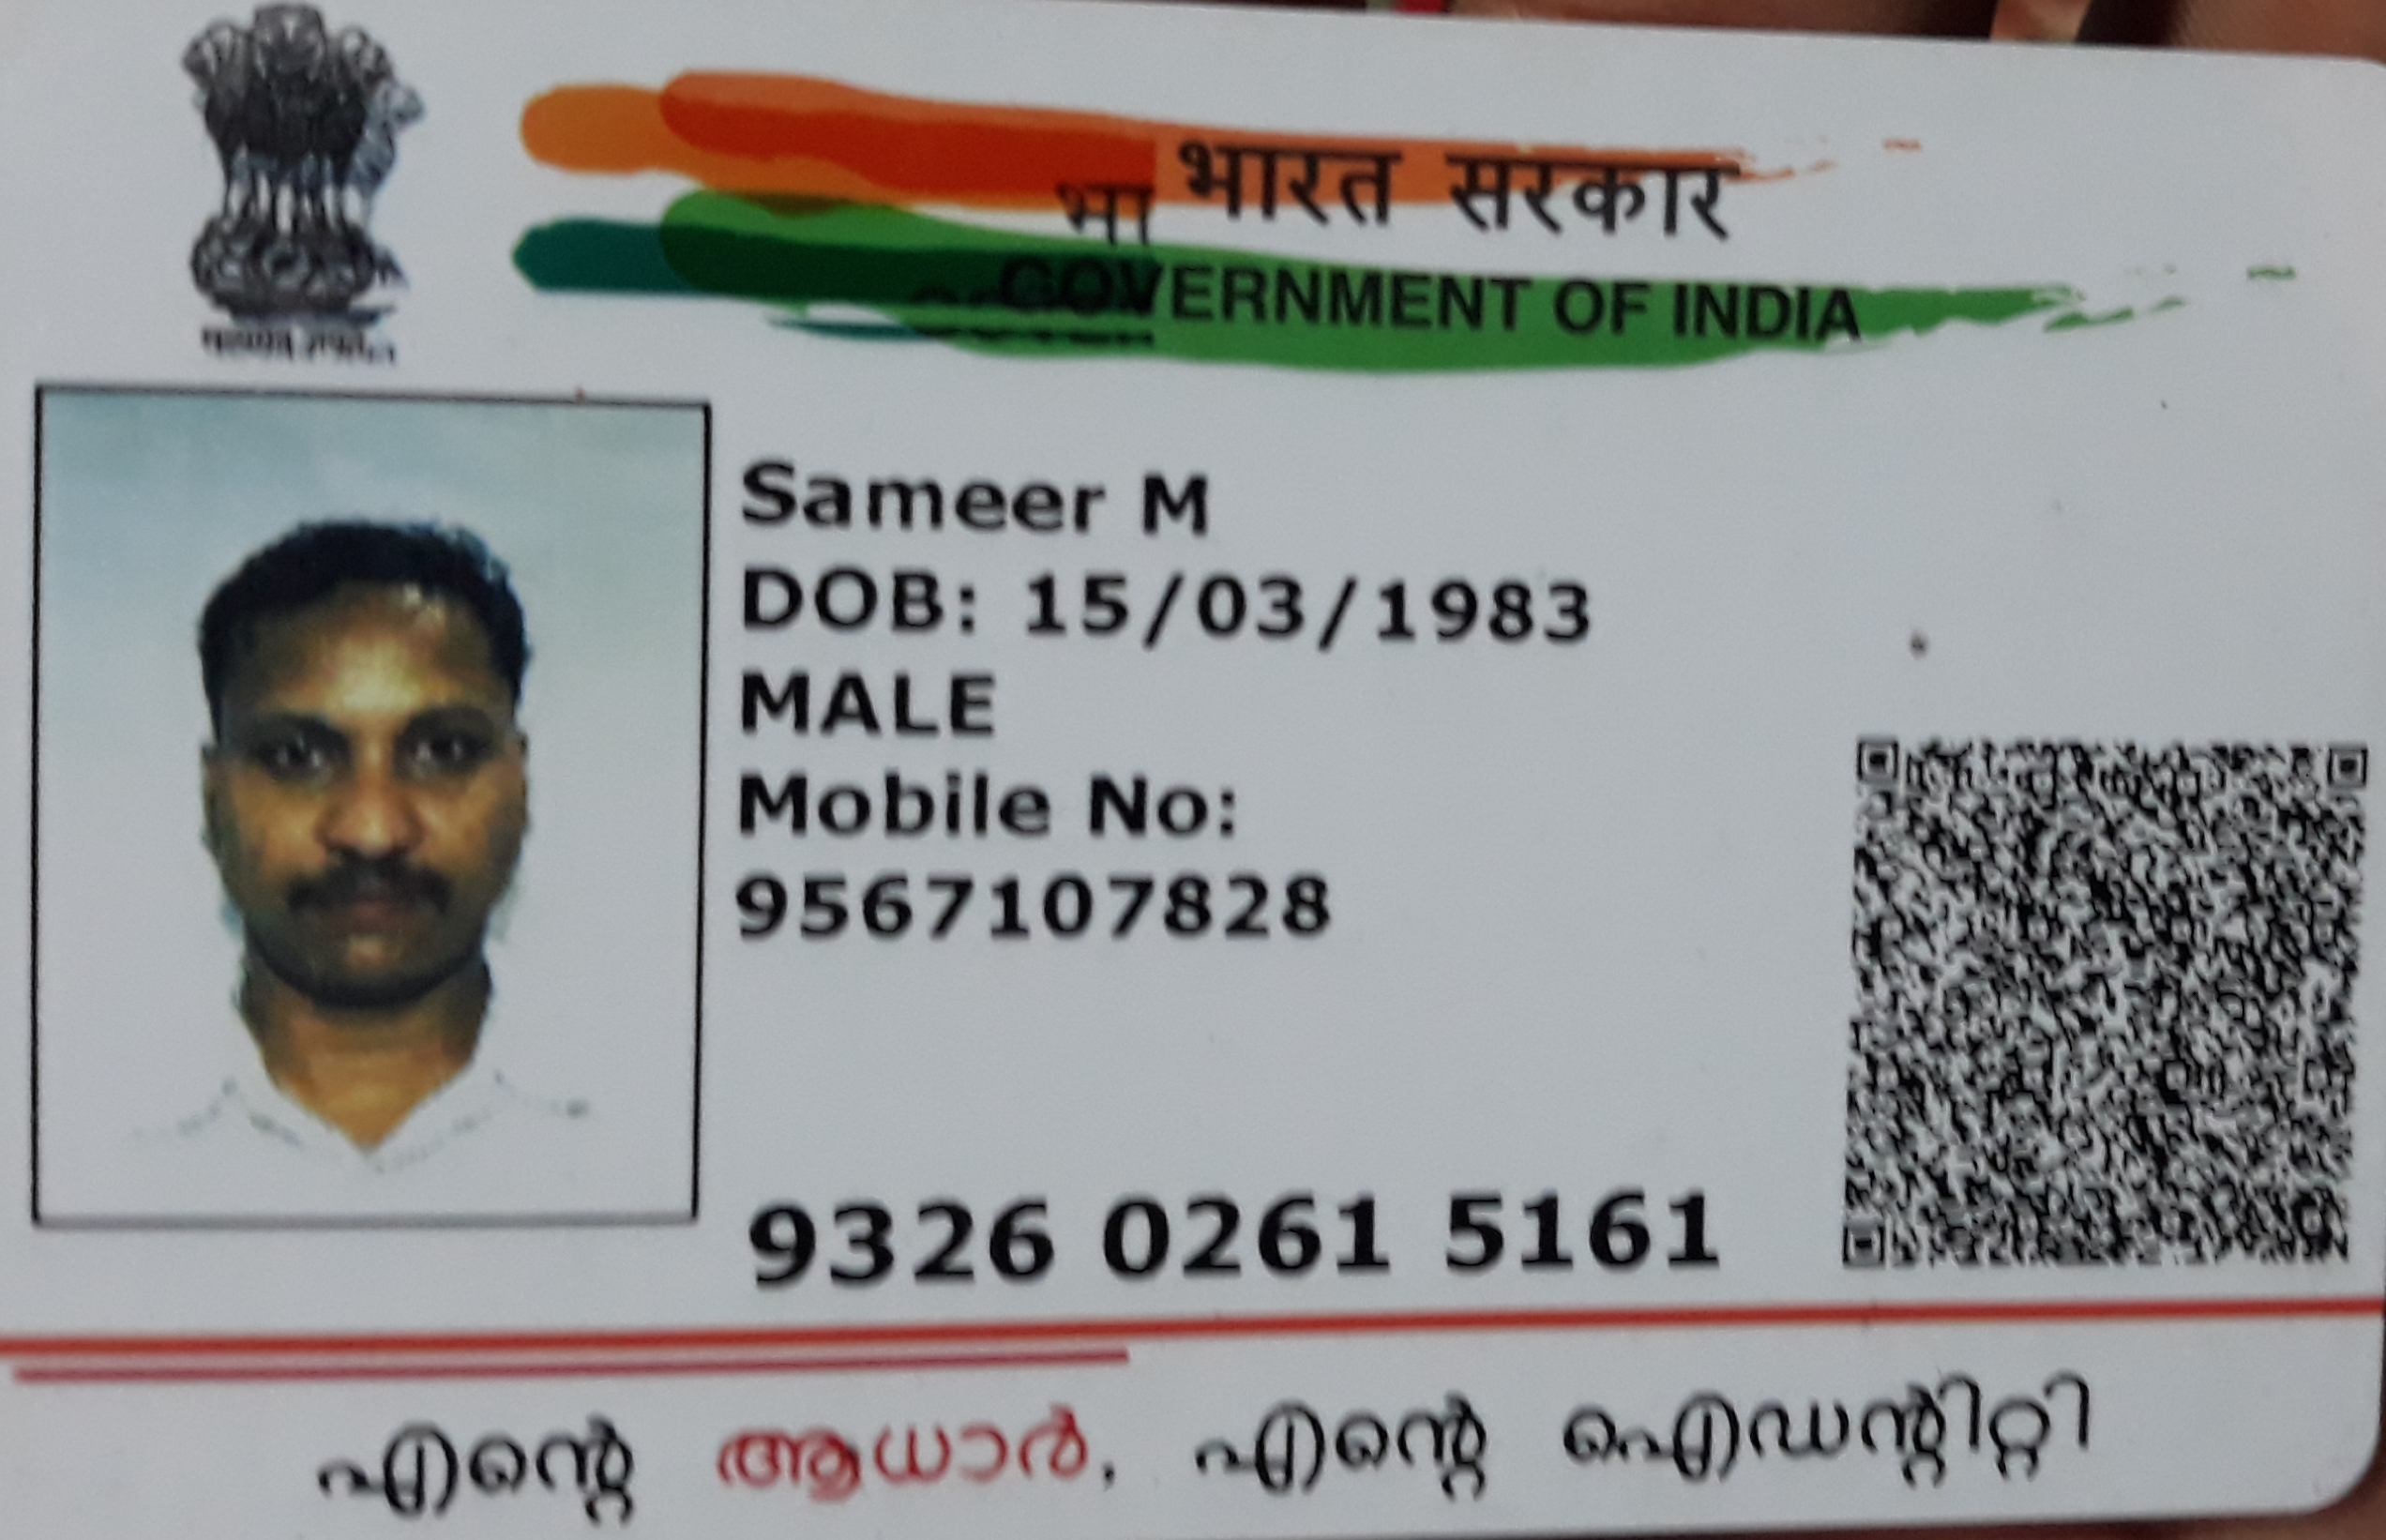 भारत सरकार
भा
GOVERNMENT OF INDIA
Sameer M
DOB: 15/03/1983
MALE
Mobile No:
9567107828
9326 0261 5161
എന്റെ ആധാർ, എന്റെ ഐഡന്റിറ്റി